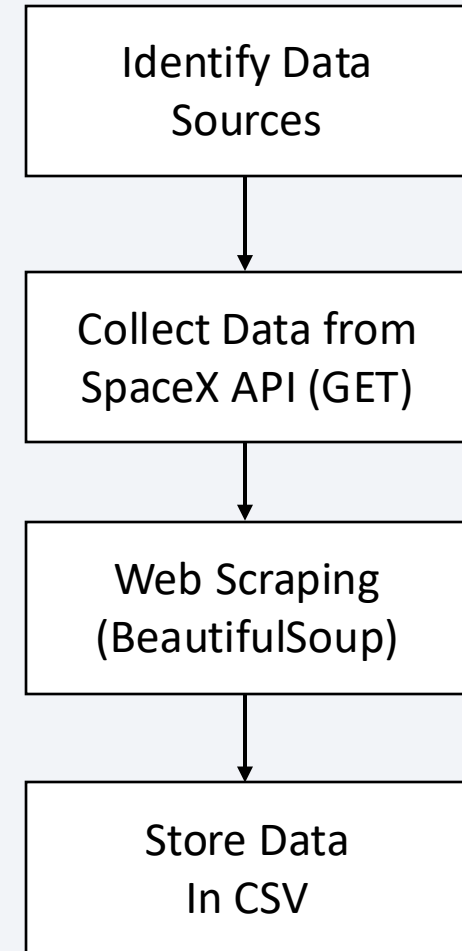 Identify Data
Sources
Collect Data from
SpaceX API (GET)
Web Scraping
(BeautifulSoup)
Store Data
In CSV